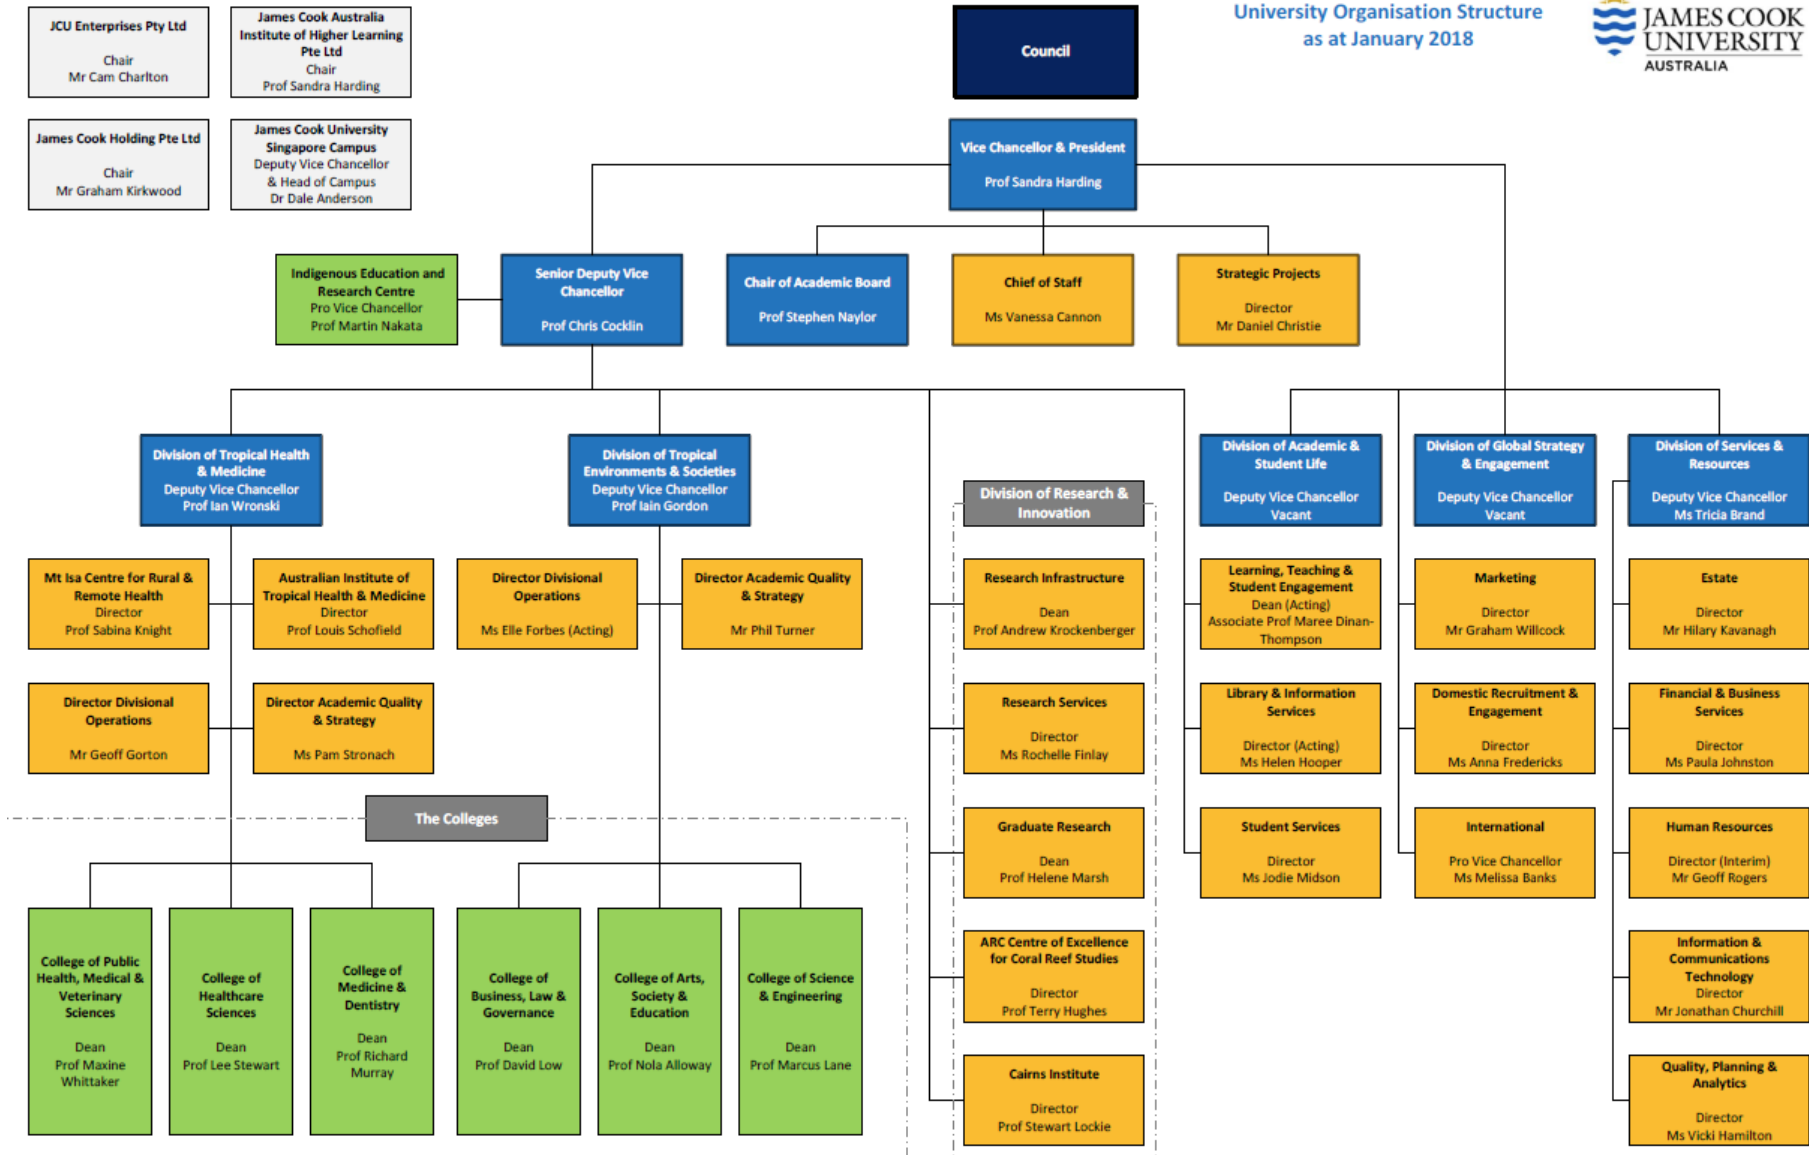 JCU Enterprises Pty Ltd
Chair
Mr Cam Charlton
James Cook Australia
Institute of Higher Learning
Pte Ltd
Chair
Prof Sandra Harding
Council
University Organisation Structure
as at January 2018
JAMES COOK
UNIVERSITY
AUSTRALIA
James Cook Holding Pte Ltd
Chair
Mr Graham Kirkwood
James Cook University
Singapore Campus
Deputy Vice Chancellor
& Head of Campus
Dr Dale Anderson
Vice Chancellor & President
Prof Sandra Harding
Indigenous Education and
Research Centre
Pro Vice Chancellor
Prof Martin Nakata
Senior Deputy Vice
Chancellor
Prof Chris Cocklin
Chair of Academic Board
Prof Stephen Naylor
Chief of Staff
Ms Vanessa Cannon
Strategic Projects
Director
Mr Daniel Christie
Division of Tropical Health
& Medicine
Deputy Vice Chancellor
Prof Ian Wronski
Division of Tropical
Environments & Societies
Deputy Vice Chancellor
Prof Iain Gordon
Division of Research &
Innovation
Division of Academic &
Student Life
Deputy Vice Chancellor
Vacant
Division of Global Strategy
& Engagement
Deputy Vice Chancellor
Vacant
Division of Services &
Resources
Deputy Vice Chancellor
Ms Tricia Brand
Mt Isa Centre for Rural &
Remote Health
Director
Prof Sabina Knight
Australian Institute of
Tropical Health & Medicine
Director
Prof Louis Schofield
Director Divisional
Operations
Ms Elle Forbes (Acting)
Director Academic Quality
& Strategy
Mr Phil Turner
Research Infrastructure
Dean
Prof Andrew Krockenberger
Learning, Teaching &
Student Engagement
Dean (Acting)
Associate Prof Maree Dinan-
Thompson
Marketing
Director
Mr Graham Willcock
Estate
Director
Mr Hilary Kavanagh
Director Divisional
Operations
Mr Geoff Gorton
Director Academic Quality
& Strategy
Ms Pam Stronach
Research Services
Director
Ms Rochelle Finlay
Library & Information
Services
Director (Acting)
Ms Helen Hooper
Domestic Recruitment &
Engagement
Director
Ms Anna Fredericks
Financial & Business
Services
Director
Ms Paula Johnston
The Colleges
Graduate Research
Dean
Prof Helene Marsh
Student Services
Director
Ms Jodie Midson
International
Pro Vice Chancellor
Ms Melissa Banks
Human Resources
Director (Interim)
Mr Geoff Rogers
College of Public
Health, Medical &
Veterinary
Sciences
Dean
Prof Maxine
Whittaker
College of
Healthcare
Sciences
Dean
Prof Lee Stewart
College of
Medicine &
Dentistry
Dean
Prof Richard
Murray
College of
Business, Law &
Governance
Dean
Prof David Low
College of Arts,
Society &
Education
Dean
Prof Nola Alloway
College of Science
& Engineering
Dean
Prof Marcus Lane
ARC Centre of Excellence
for Coral Reef Studies
Director
Prof Terry Hughes
Information &
Communications
Technology
Director
Mr Jonathan Churchill
Cairns Institute
Director
Prof Stewart Lockie
Quality, Planning &
Analytics
Director
Ms Vicki Hamilton